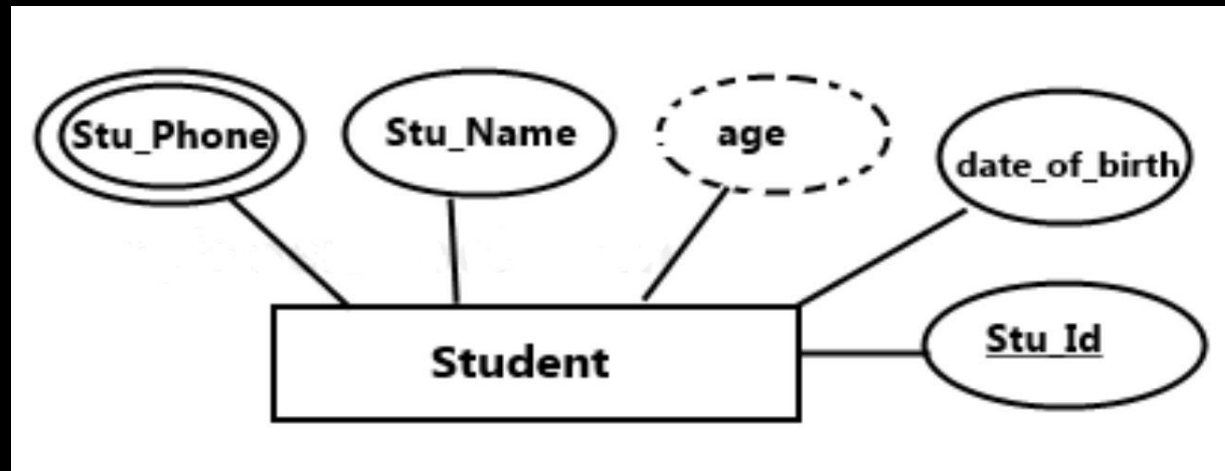 Stu_Phone
Stu_Name
age
date_of_birth
Stu_Id
Student